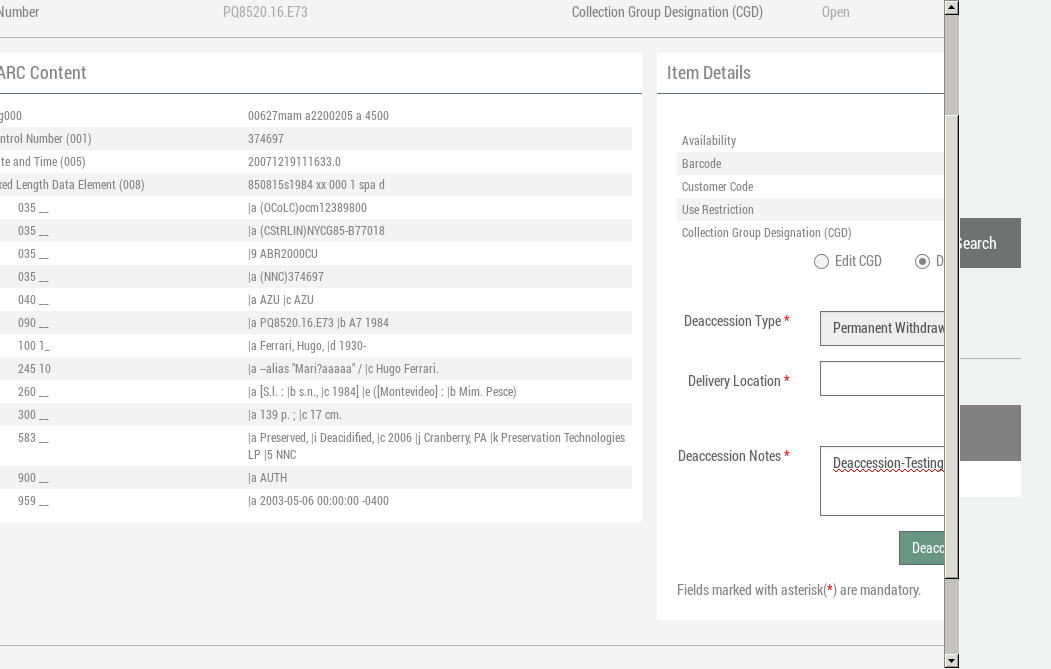 Number PQ8520.16.E73 Collection Group Designation (CGD) Open
ARC Content
g000 00627mam a2200205 a 4500
ntrol Number (001) 374697
te and Time (005) 20071219111633.0
xed Length Data Element (008) 850815s1984 xx 000 1 spa d
035 __ |a (OCoLC)ocm12389800
035 __ |a (CStRLIN)NYCG85-B77018
035 __ |9 ABR2000CU
035 __ |a (NNC)374697
040 __ |a AZU |c AZU
090 __ |a PQ8520.16.E73 |b A7 1984
100 1_ |a Ferrari, Hugo, |d 1930-
245 10 |a --alias "Mari?aaaaa" / |c Hugo Ferrari.
260 __ |a [S.l. : |b s.n., |c 1984] |e ([Montevideo] : |b Mim. Pesce)
300 __ |a 139 p. ; |c 17 cm.
583 __ |a Preserved, |i Deacidified, |c 2006 |j Cranberry, PA |k Preservation Technologies
LP |5 NNC
900 __ |a AUTH
959 __ |a 2003-05-06 00:00:00 -0400
Item Details
Availability
Barcode
Customer Code
Use Restriction
Collection Group Designation (CGD)
Edit CGD D
Deaccession Type * Permanent Withdraw
Delivery Location *
Deaccession Notes * Deaccession-Testing
Deacc
Fields marked with asterisk(*) are mandatory.
Search